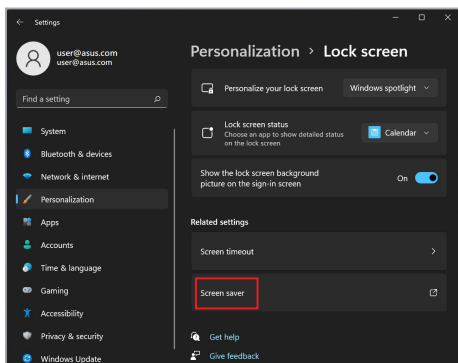 Settings
user@asus.com
user@asus.com
Find a setting
System
Bluetooth & devices
Network & internet
Personalization
Apps
Accounts
Time & language
Gaming
Accessibility
Privacy & security
Windows Update
Personalization > Lock screen
Personalize your lock screen
Windows spotlight
Lock screen status
Choose an app to show detailed status
on the lock screen
Calendar
Show the lock screen background
picture on the sign-in screen
On
Related settings
Screen timeout
Screen saver
Get help
Give feedback